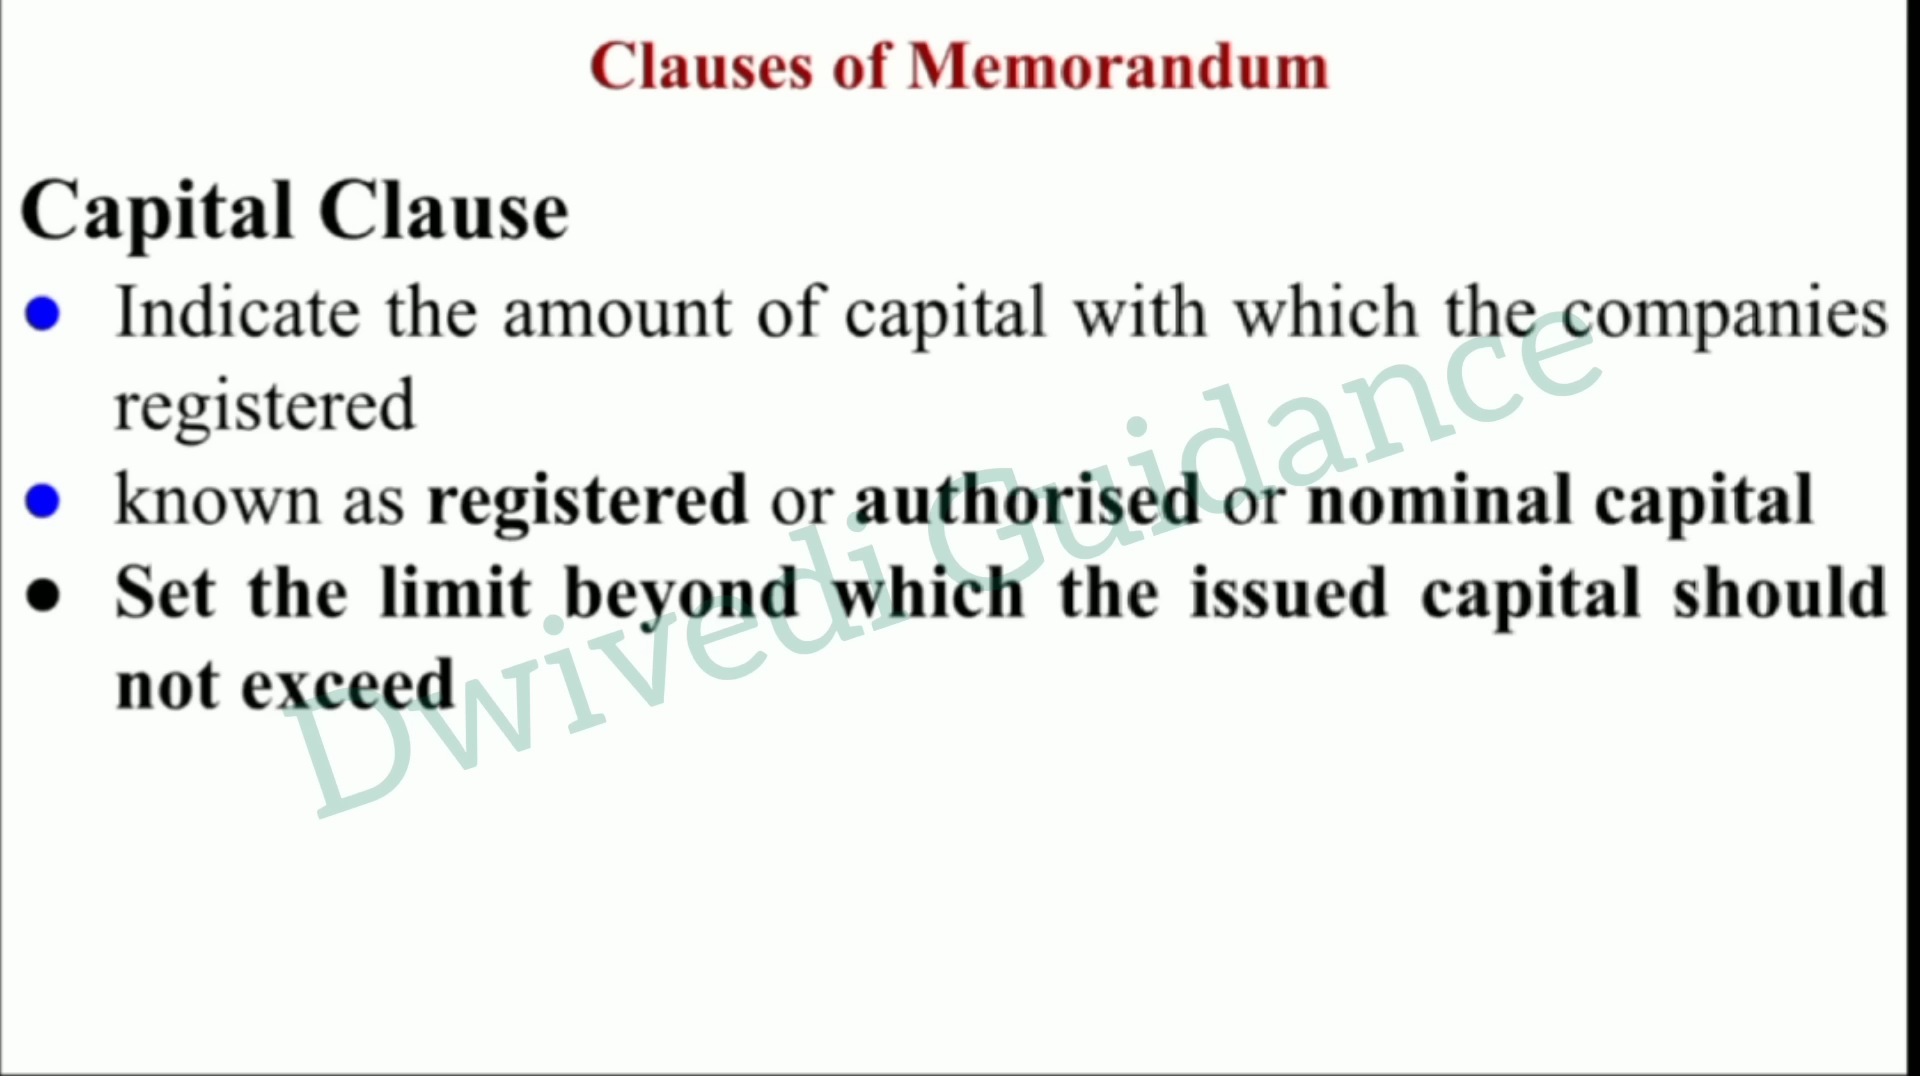 Clauses of Memorandum
Capital Clause
● Indicate the amount of capital with which the companies
registered
● known as registered or authorised or nominal capital
● Set the limit beyond which the issued capital should
not exceed
Dwivedi Guidance